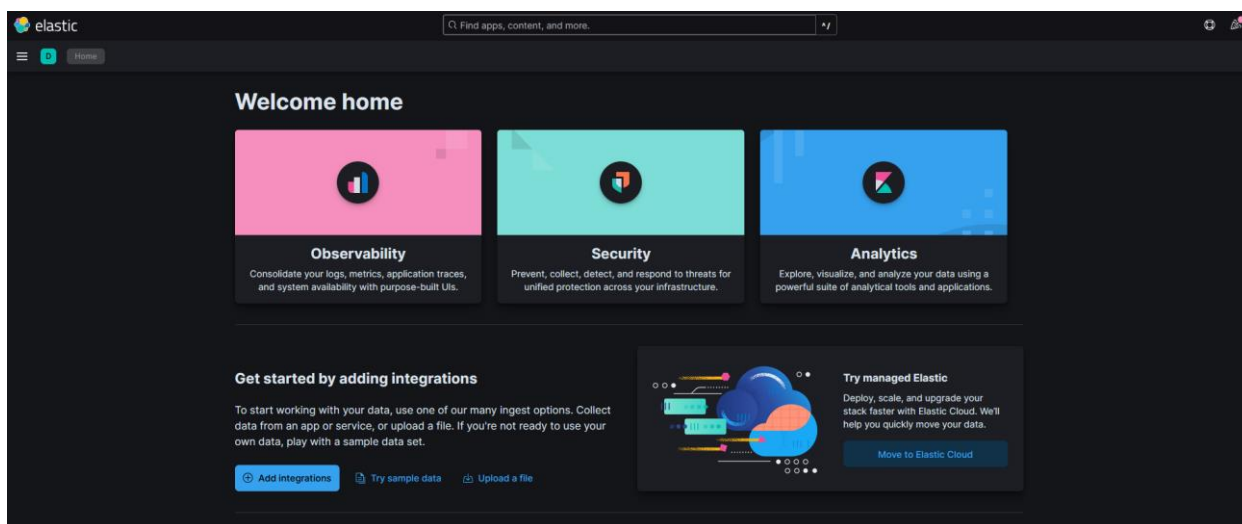 elastic
Find apps, content, and more.
^/
D
Home
Welcome home
Observability
Consolidate your logs, metrics, application traces,
and system availability with purpose-built UIs.
Security
Prevent, collect, detect, and respond to threats for
unified protection across your infrastructure.
Analytics
Explore, visualize, and analyze your data using a
powerful suite of analytical tools and applications.
Get started by adding integrations
To start working with your data, use one of our many ingest options. Collect
data from an app or service, or upload a file. If you're not ready to use your
own data, play with a sample data set.
Add integrations
Try sample data
Upload a file
Try managed Elastic
Deploy, scale, and upgrade your
stack faster with Elastic Cloud. We'll
help you quickly move your data.
Move to Elastic Cloud